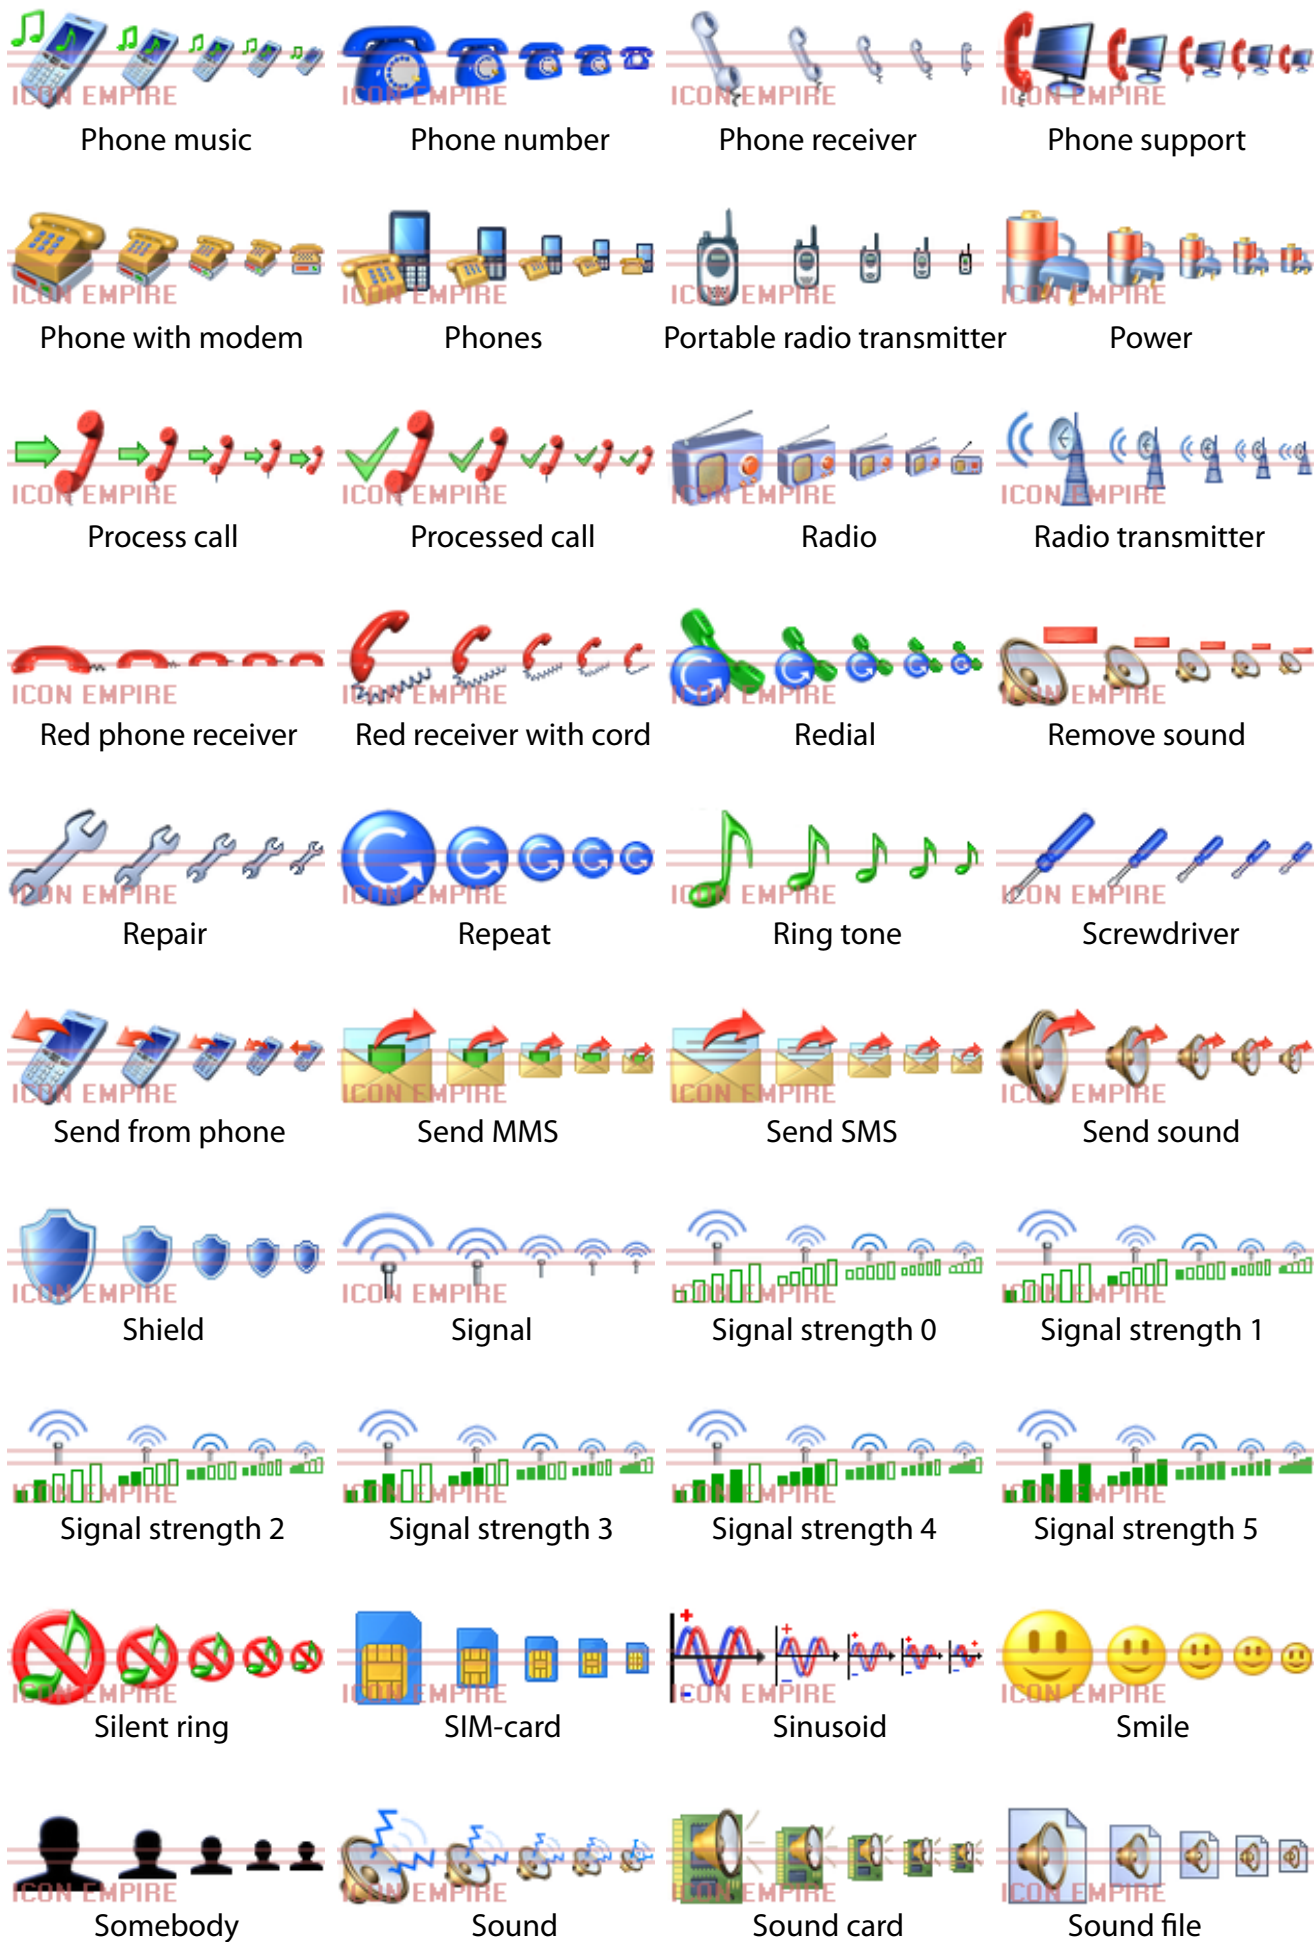 ICON EMPIRE ICON EMPIRE ICON EMPIRE ICON EMPIRE
Phone music Phone number Phone receiver Phone support
ICON EMPIRE ICON EMPIRE ICON EMPIRE ICON EMPIRE
Phone with modem Phones Portable radio transmitter Power
ICON EMPIRE ICON EMPIRE ICON EMPIRE ICON EMPIRE
Process call Processed call Radio Radio transmitter
ICON EMPIRE ICON EMPIRE ICON EMPIRE ICON EMPIRE
Red phone receiver Red receiver with cord Redial Remove sound
ICON EMPIRE ICON EMPIRE ICON EMPIRE ICON EMPIRE
Repair Repeat Ring tone Screwdriver
ICON EMPIRE ICON EMPIRE ICON EMPIRE ICON EMPIRE
Send from phone Send MMS Send SMS Send sound
ICON EMPIRE ICON EMPIRE ICON EMPIRE ICON EMPIRE
Shield Signal Signal strength 0 Signal strength 1
ICON EMPIRE ICON EMPIRE ICON EMPIRE ICON EMPIRE
Signal strength 2 Signal strength 3 Signal strength 4 Signal strength 5
ICON EMPIRE ICON EMPIRE ICON EMPIRE ICON EMPIRE
Silent ring SIM-card Sinusoid Smile
ICON EMPIRE ICON EMPIRE ICON EMPIRE ICON EMPIRE
Somebody Sound Sound card Sound file